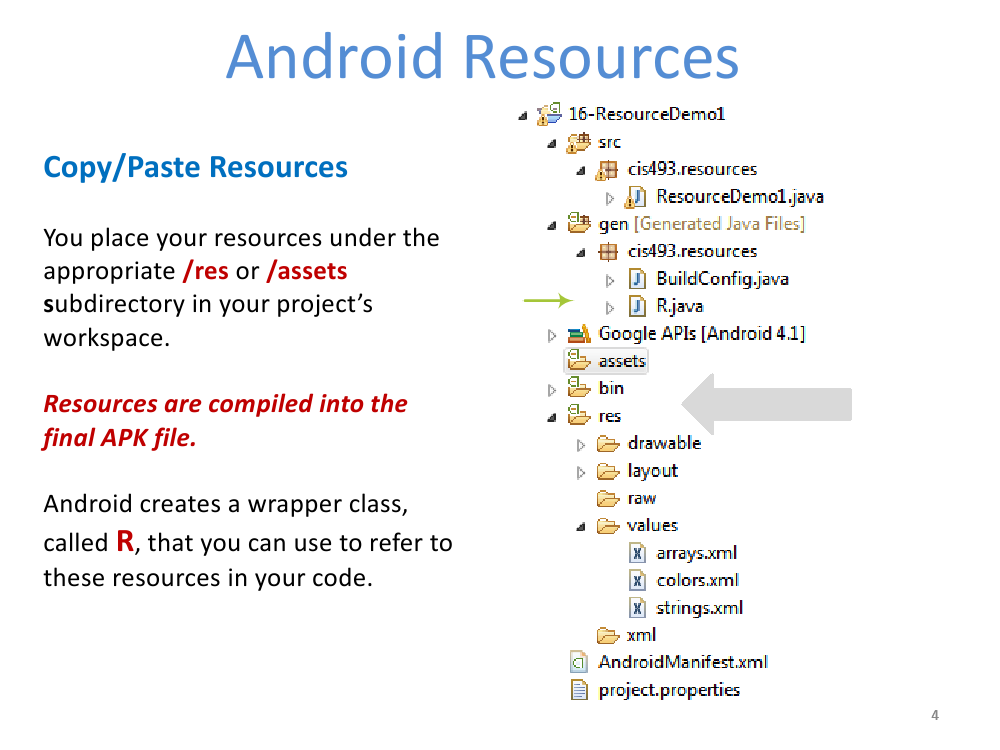 Android Resources
Copy/Paste Resources
You place your resources under the
appropriate /res or /assets
subdirectory in your project's
workspace.
Resources are compiled into the
final APK file.
Android creates a wrapper class,
called R, that you can use to refer to
these resources in your code.
16-ResourceDemo1
src
cis493.resources
ResourceDemo1.java
gen [Generated Java Files]
cis493.resources
BuildConfig.java
R.java
Google APIs [Android 4.1]
assets
bin
res
drawable
layout
raw
values
arrays.xml
colors.xml
strings.xml
xml
AndroidManifest.xml
project.properties
4